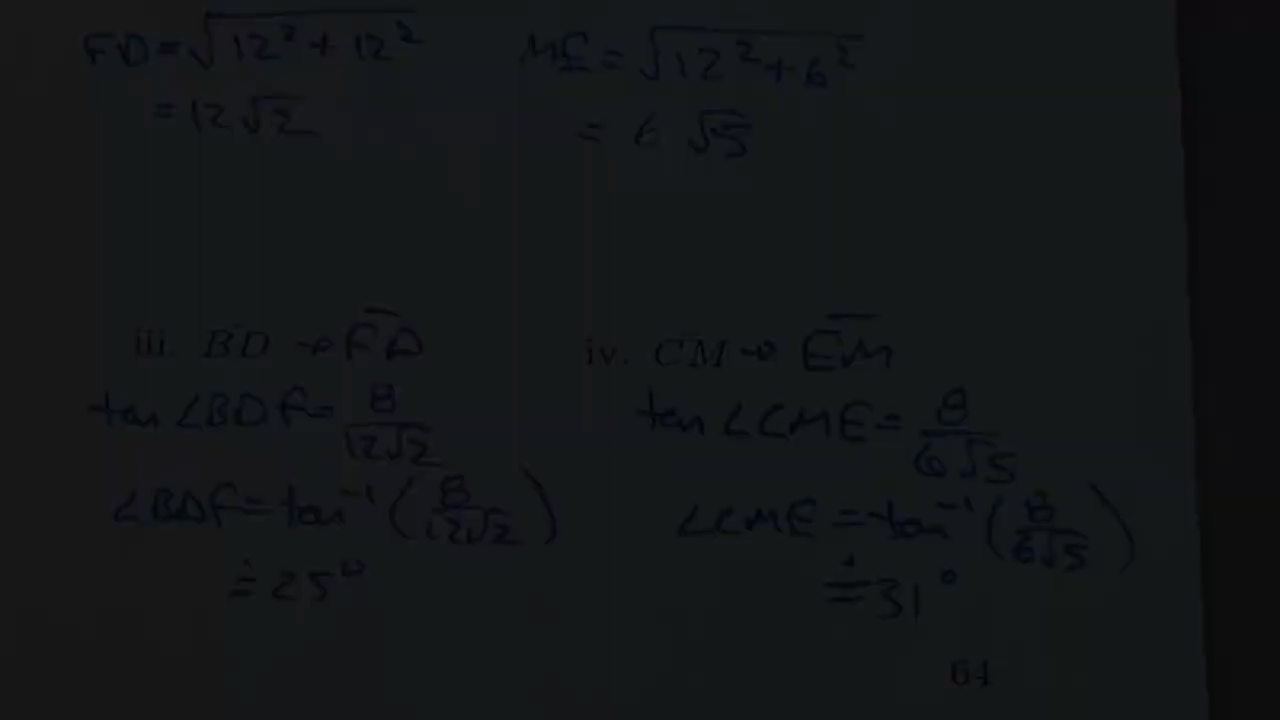 FD = √12² + 12²
= 12√2
ME = √12² + 6²
= 6√5
iii. BD → FD
tan ∠BDF = 8/12√2
∠BDF = tan⁻¹ (8/12√2)
≐ 25°
iv. CM → EM
tan ∠CME = 8/6√5
∠CME = tan⁻¹ (8/6√5)
≐ 31°
64